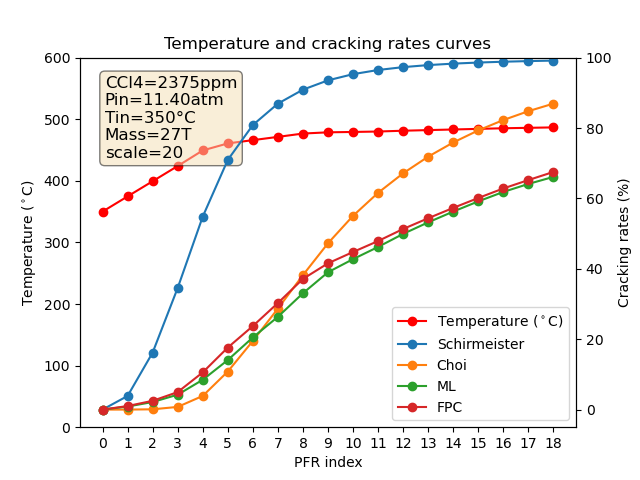 Temperature and cracking rates curves
CCl4=2375ppm
Pin=11.40atm
Tin=350°C
Mass=27T
scale=20
Temperature (°C)
600
500
400
300
200
100
0
Cracking rates (%)
100
80
60
40
20
0
Temperature (°C)
Schirmeister
Choi
ML
FPC
0 1 2 3 4 5 6 7 8 9 10 11 12 13 14 15 16 17 18
PFR index